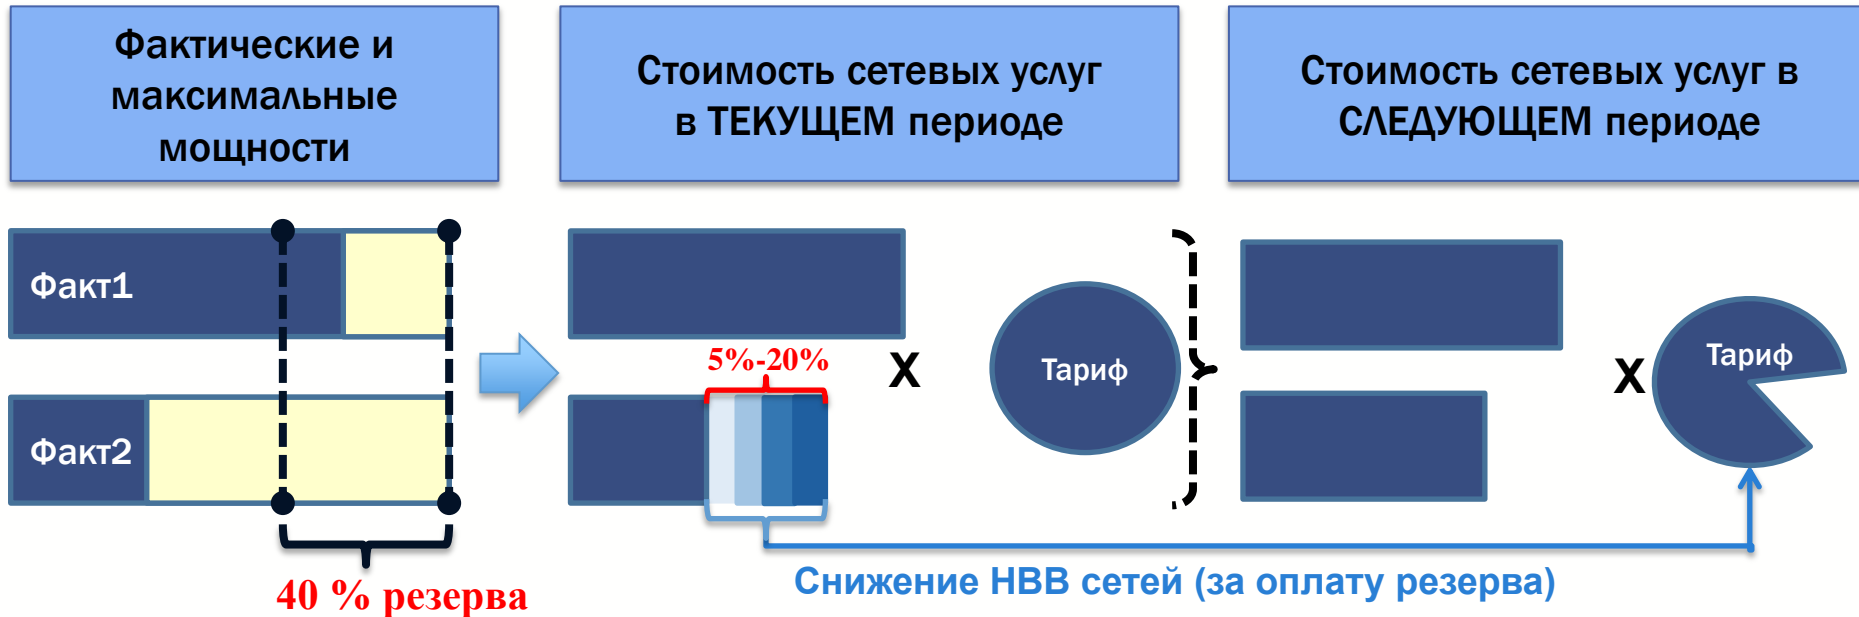 Фактические и
максимальные
мощности
Стоимость сетевых услуг
в ТЕКУЩЕМ периоде
Стоимость сетевых услуг в
СЛЕДУЮЩЕМ периоде
Факт1
Факт2
40 % резерва
5%-20%
X
Тариф
X
Тариф
Снижение НВВ сетей (за оплату резерва)